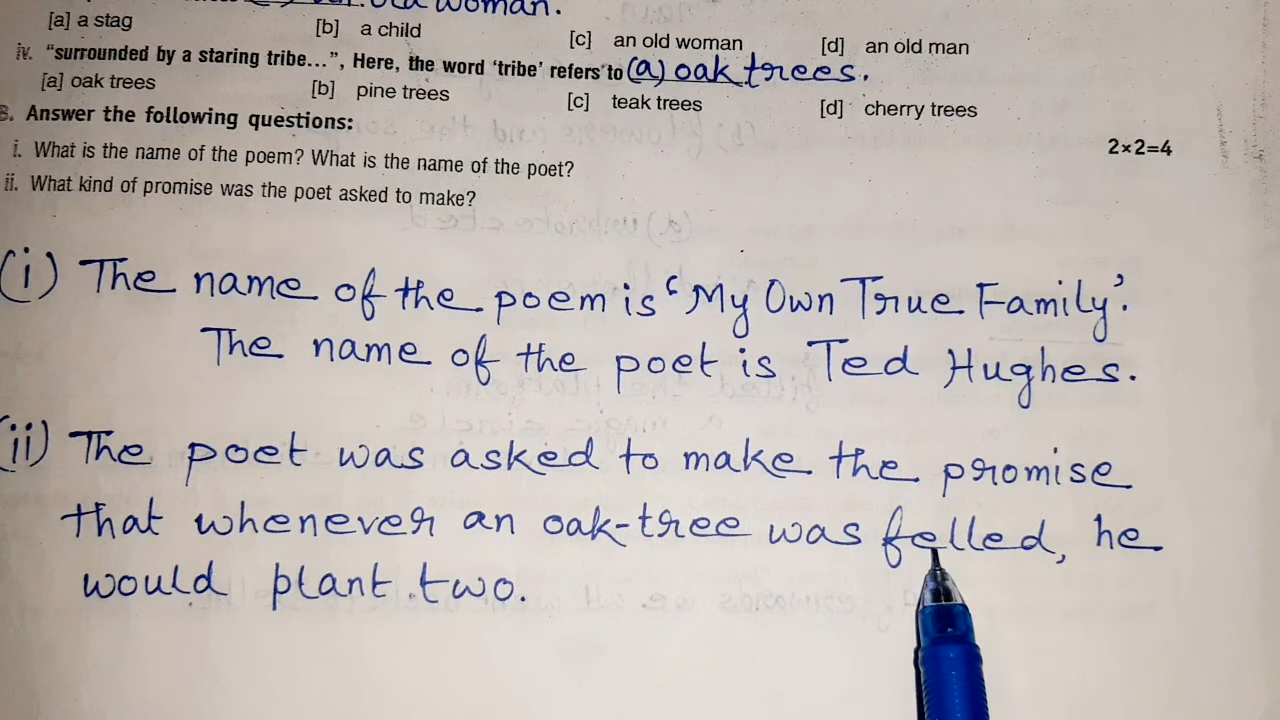 old woman.
[a] a stag [b] a child [c] an old woman [d] an old man
iv. “surrounded by a staring tribe...”, Here, the word ‘tribe’ refers to (a) oak trees.
[a] oak trees [b] pine trees [c] teak trees [d] cherry trees
B. Answer the following questions: 2×2=4
i. What is the name of the poem? What is the name of the poet?
ii. What kind of promise was the poet asked to make?
(i) The name of the poem is ‘My Own True Family’.
The name of the poet is Ted Hughes.
(ii) The poet was asked to make the promise
that whenever an oak-tree was felled, he
would plant two.